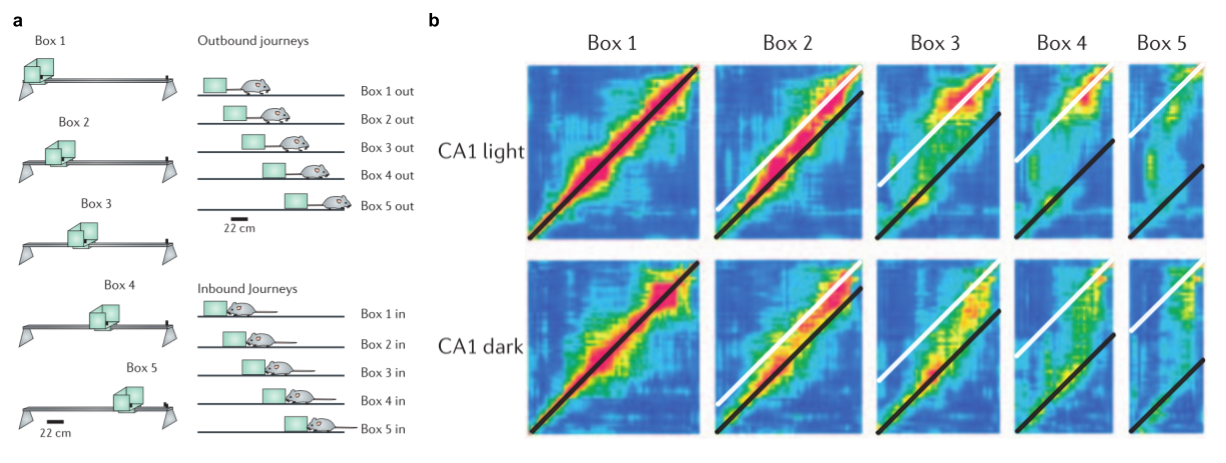 a
Box 1
Box 2
Box 3
Box 4
Box 5
22 cm
Outbound journeys
Box 1 out
Box 2 out
Box 3 out
Box 4 out
Box 5 out
22 cm
Inbound Journeys
Box 1 in
Box 2 in
Box 3 in
Box 4 in
Box 5 in
b
Box 1 Box 2 Box 3 Box 4 Box 5
CA1 light
CA1 dark